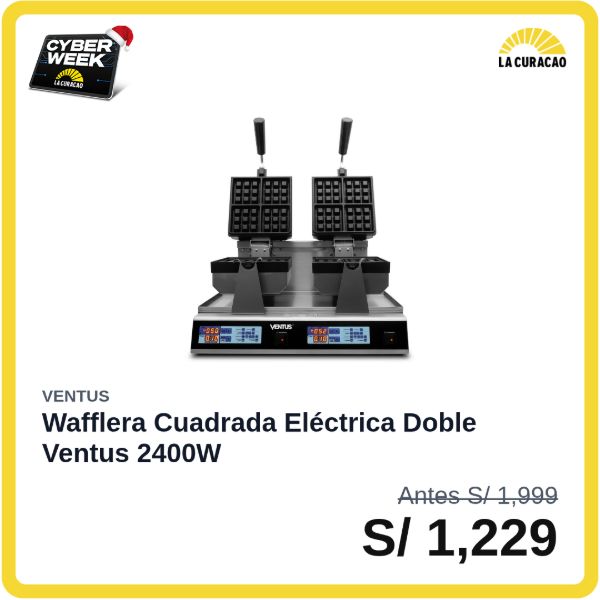 CYBER
WEEK
LA CURACAO
LA CURACAO
VENTUS
VENTUS
Wafflera Cuadrada Eléctrica Doble
Ventus 2400W
Antes S/ 1,999
S/ 1,229